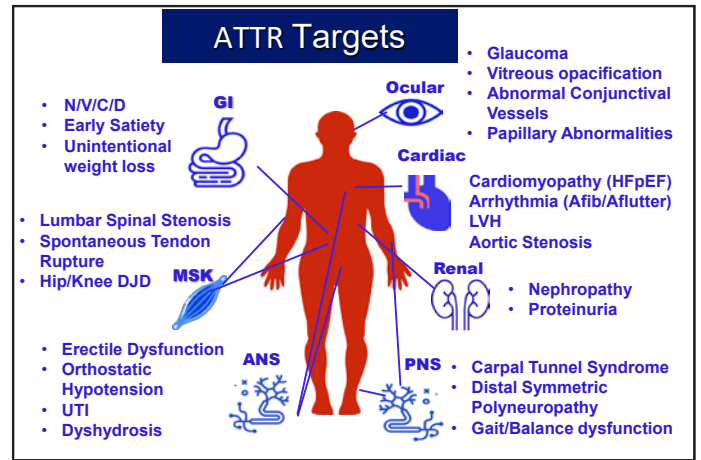 ATTR Targets
GI
• N/V/C/D
• Early Satiety
• Unintentional
weight loss
Ocular
• Glaucoma
• Vitreous opacification
• Abnormal Conjunctival
Vessels
• Papillary Abnormalities
Cardiac
Cardiomyopathy (HFpEF)
Arrhythmia (Afib/Aflutter)
LVH
Aortic Stenosis
• Lumbar Spinal Stenosis
• Spontaneous Tendon
Rupture
• Hip/Knee DJD
MSK
Renal
• Nephropathy
• Proteinuria
• Erectile Dysfunction
• Orthostatic
Hypotension
• UTI
• Dyshydrosis
ANS
PNS
• Carpal Tunnel Syndrome
• Distal Symmetric
Polyneuropathy
• Gait/Balance dysfunction